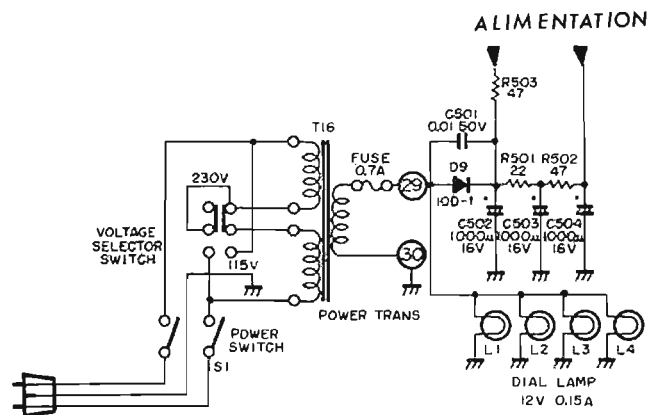 ALIMENTATION
R503
47
C501
0.01 50V
T16
FUSE
0.7A
29
D9
10D-1
R501
22
R502
47
230V
C502
1000μ
16V
C503
1000μ
16V
C504
1000μ
16V
VOLTAGE
SELECTOR
SWITCH
115V
30
POWER TRANS
POWER
SWITCH
S1
L1
L2
L3
L4
DIAL LAMP
12V 0.15A